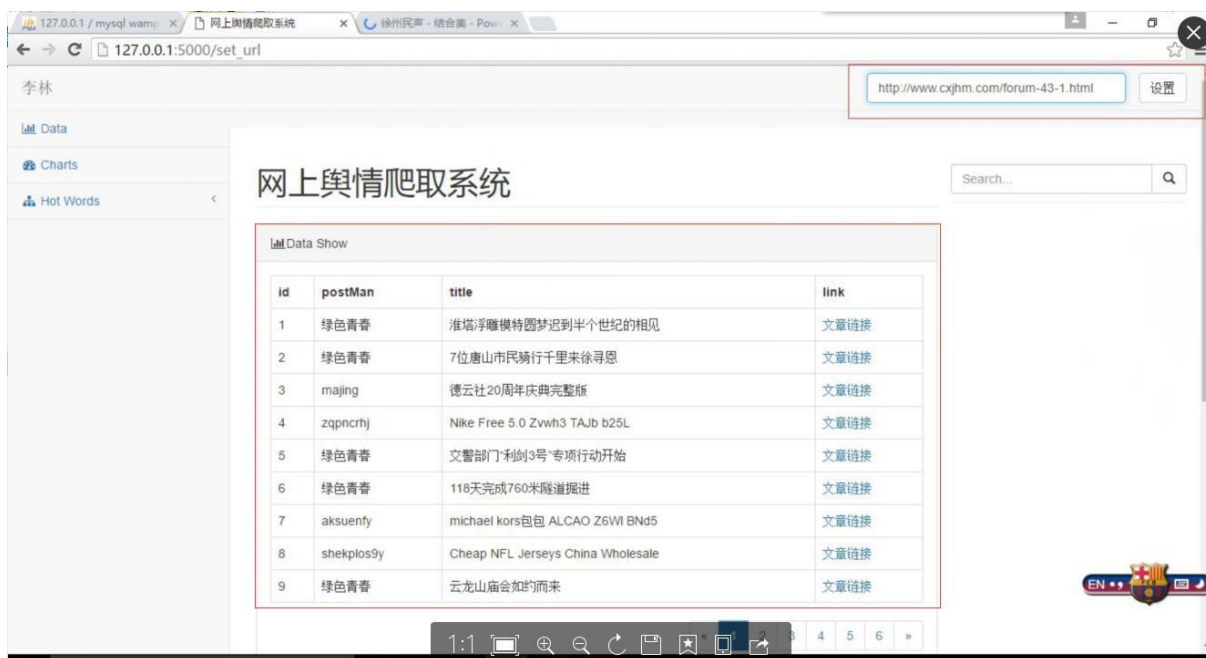 127.0.0.1 / mysql wamp
网上舆情爬取系统
徐州民声 - 结合美 - Pow
127.0.0.1:5000/set_url
李林
http://www.cxjhm.com/forum-43-1.html
设置
Data
Charts
Hot Words
网上舆情爬取系统
Search...
Data Show
id postMan title link
1 绿色青春 淮塔浮雕模特圆梦迟到半个世纪的相见 文章链接
2 绿色青春 7位唐山市民骑行千里来徐寻恩 文章链接
3 majing 德云社20周年庆典完整版 文章链接
4 zqpncrhj Nike Free 5.0 Zvwh3 TAJb b25L 文章链接
5 绿色青春 交警部门“利剑3号”专项行动开始 文章链接
6 绿色青春 118天完成760米隧道掘进 文章链接
7 aksuenfy michael kors包包 ALCAO Z6WI BNd5 文章链接
8 shekplos9y Cheap NFL Jerseys China Wholesale 文章链接
9 绿色青春 云龙山庙会如约而来 文章链接
EN
« 1 2 3 4 5 6 »
1:1